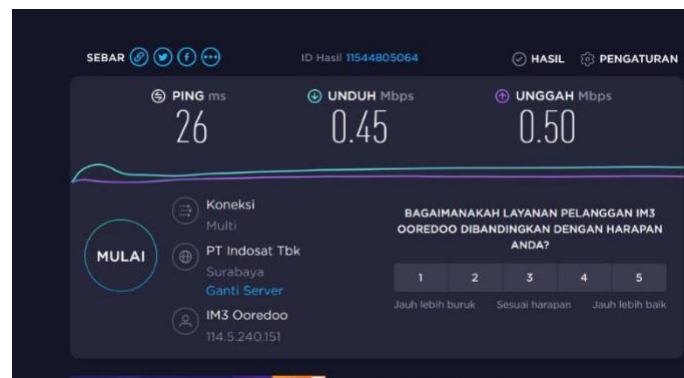 SEBAR
ID Hasil 11544805064
HASIL
PENGATURAN
PING ms
26
UNDUH Mbps
0.45
UNGGAH Mbps
0.50
MULAI
Koneksi
Multi
PT Indosat Tbk
Surabaya
Ganti Server
IM3 Ooredoo
114.5.240.151
BAGAIMANAKAH LAYANAN PELANGGAN IM3
OOREDOO DIBANDINGKAN DENGAN HARAPAN
ANDA?
1 2 3 4 5
Jauh lebih buruk Sesuai harapan Jauh lebih baik